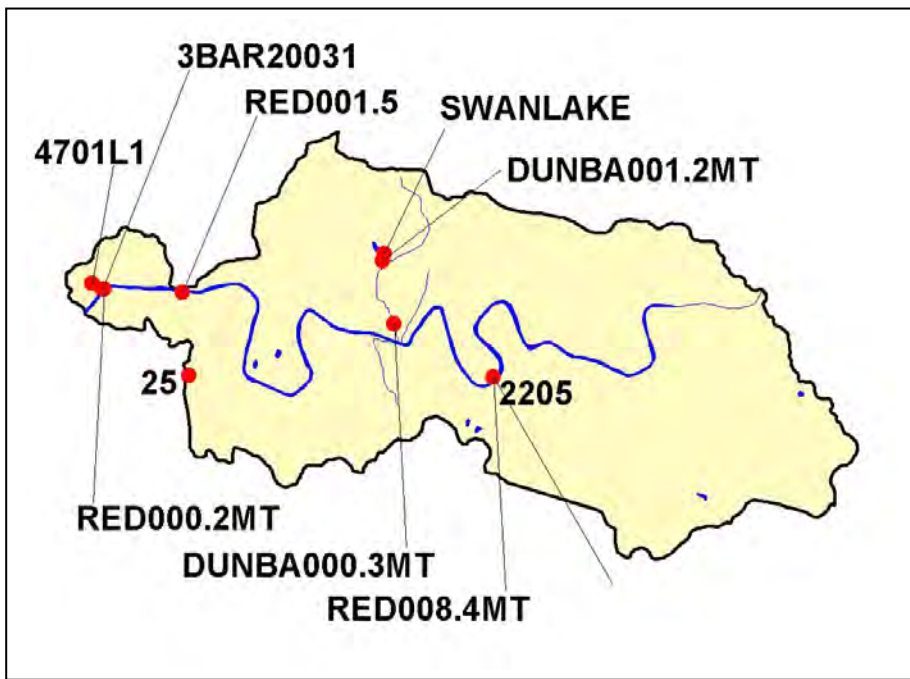 3BAR20031
RED001.5
SWANLAKE
4701L1
DUNBA001.2MT
25
2205
RED000.2MT
DUNBA000.3MT
RED008.4MT